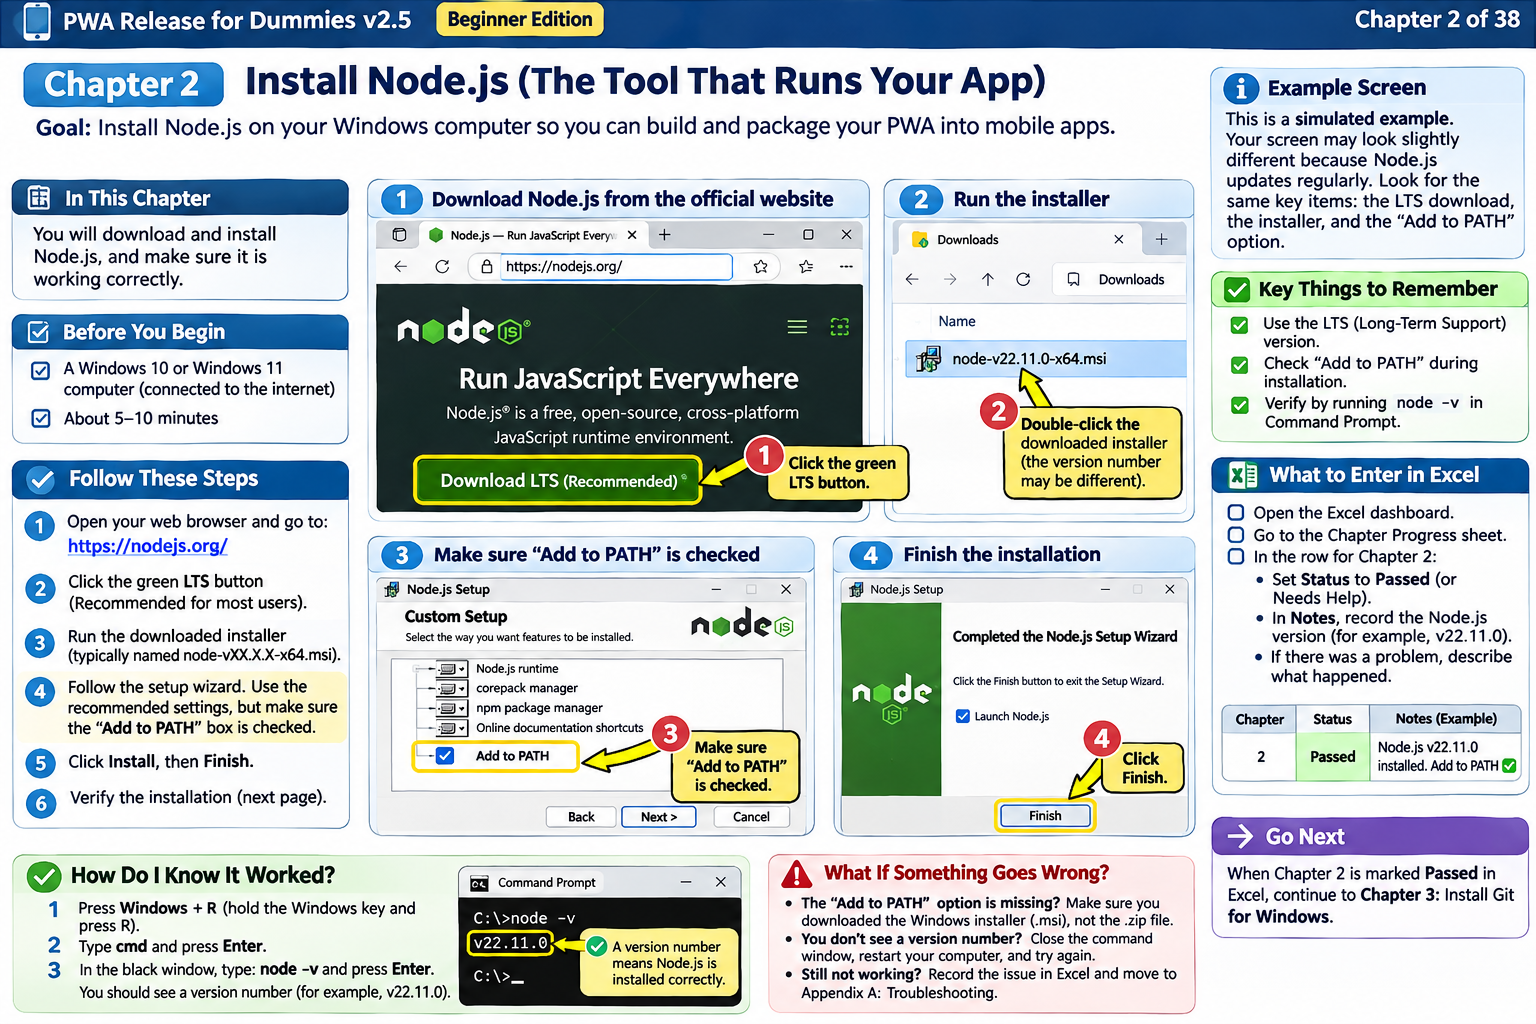 PWA Release for Dummies v2.5
Beginner Edition
Chapter 2 of 38
Chapter 2
Install Node.js (The Tool That Runs Your App)
Goal: Install Node.js on your Windows computer so you can build and package your PWA into mobile apps.
In This Chapter
You will download and install
Node.js, and make sure it is
working correctly.
Before You Begin
A Windows 10 or Windows 11
computer (connected to the internet)
About 5–10 minutes
Follow These Steps
1
Open your web browser and go to:
https://nodejs.org/
2
Click the green LTS button
(Recommended for most users).
3
Run the downloaded installer
(typically named node-vXX.X.X-x64.msi).
4
Follow the setup wizard. Use the
recommended settings, but make sure
the “Add to PATH” box is checked.
5
Click Install, then Finish.
6
Verify the installation (next page).
1
Download Node.js from the official website
Node.js — Run JavaScript Everyw
https://nodejs.org/
node JS
Run JavaScript Everywhere
Node.js® is a free, open-source, cross-platform
JavaScript runtime environment.
Download LTS (Recommended)
1
Click the green
LTS button.
2
Run the installer
Downloads
Downloads
Name
node-v22.11.0-x64.msi
2
Double-click the
downloaded installer
(the version number
may be different).
3
Make sure “Add to PATH” is checked
Node.js Setup
Custom Setup
Select the way you want features to be installed.
node JS
Node.js runtime
corepack manager
npm package manager
Online documentation shortcuts
Add to PATH
3
Make sure
“Add to PATH”
is checked.
Back
Next >
Cancel
4
Finish the installation
Node.js Setup
node
JS
Completed the Node.js Setup Wizard
Click the Finish button to exit the Setup Wizard.
Launch Node.js
4
Click
Finish.
Finish
How Do I Know It Worked?
1
Press Windows + R (hold the Windows key and
press R).
2
Type cmd and press Enter.
3
In the black window, type: node -v and press Enter.
You should see a version number (for example, v22.11.0).
Command Prompt
C:\>node -v
v22.11.0
C:\>_
A version number
means Node.js is
installed correctly.
What If Something Goes Wrong?
• The “Add to PATH” option is missing? Make sure you
downloaded the Windows installer (.msi), not the .zip file.
• You don’t see a version number? Close the command
window, restart your computer, and try again.
• Still not working? Record the issue in Excel and move to
Appendix A: Troubleshooting.
Example Screen
This is a simulated example.
Your screen may look slightly
different because Node.js
updates regularly. Look for the
same key items: the LTS download,
the installer, and the “Add to PATH”
option.
Key Things to Remember
Use the LTS (Long-Term Support)
version.
Check “Add to PATH” during
installation.
Verify by running node -v in
Command Prompt.
What to Enter in Excel
Open the Excel dashboard.
Go to the Chapter Progress sheet.
In the row for Chapter 2:
• Set Status to Passed (or
Needs Help).
• In Notes, record the Node.js
version (for example, v22.11.0).
• If there was a problem, describe
what happened.
Chapter Status Notes (Example)
2 Passed Node.js v22.11.0
installed. Add to PATH
Go Next
When Chapter 2 is marked Passed in
Excel, continue to Chapter 3: Install Git
for Windows.